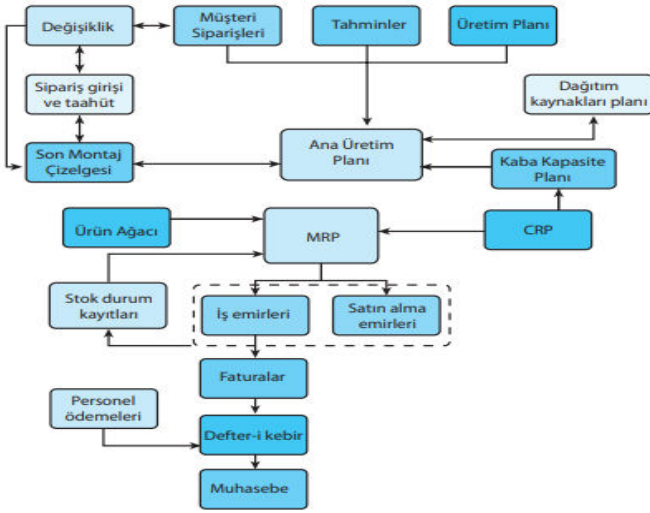 Değişiklik
Müşteri
Siparişleri
Tahminler
Üretim Planı
Sipariş girişi
ve taahüt
Dağıtım
kaynakları planı
Son Montaj
Çizelgesi
Ana Üretim
Planı
Kaba Kapasite
Planı
Ürün Ağacı
MRP
CRP
Stok durum
kayıtları
İş emirleri
Satın alma
emirleri
Faturalar
Personel
ödemeleri
Defter-i kebir
Muhasebe